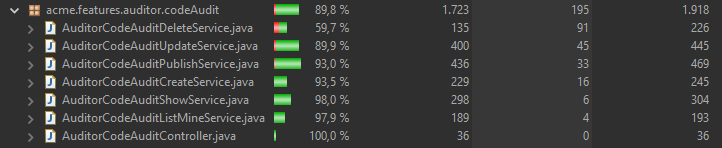 acme.features.auditor.codeAudit 89,8 % 1.723 195 1.918
AuditorCodeAuditDeleteService.java 59,7 % 135 91 226
AuditorCodeAuditUpdateService.java 89,9 % 400 45 445
AuditorCodeAuditPublishService.java 93,0 % 436 33 469
AuditorCodeAuditCreateService.java 93,5 % 229 16 245
AuditorCodeAuditShowService.java 98,0 % 298 6 304
AuditorCodeAuditListMineService.java 97,9 % 189 4 193
AuditorCodeAuditController.java 100,0 % 36 0 36